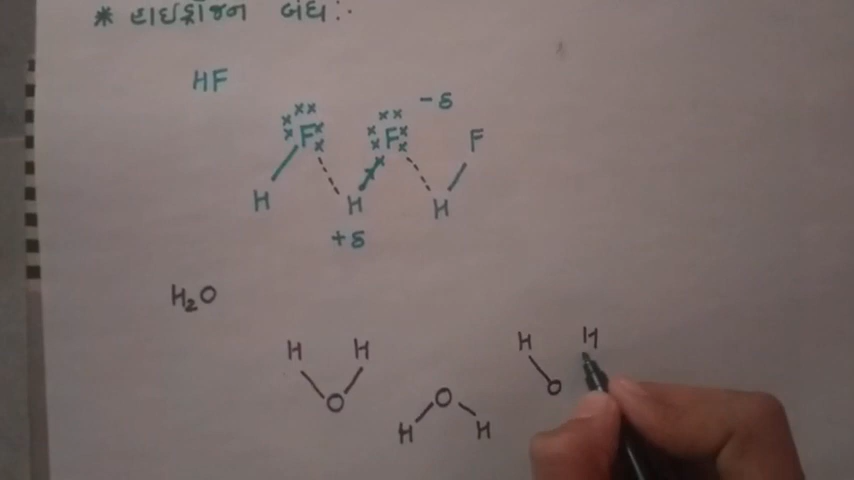 * હાઇડ્રોજન બંધ :-
HF
-δ
F F F
H H H
+δ
H₂O
H H H H
O O O
H H